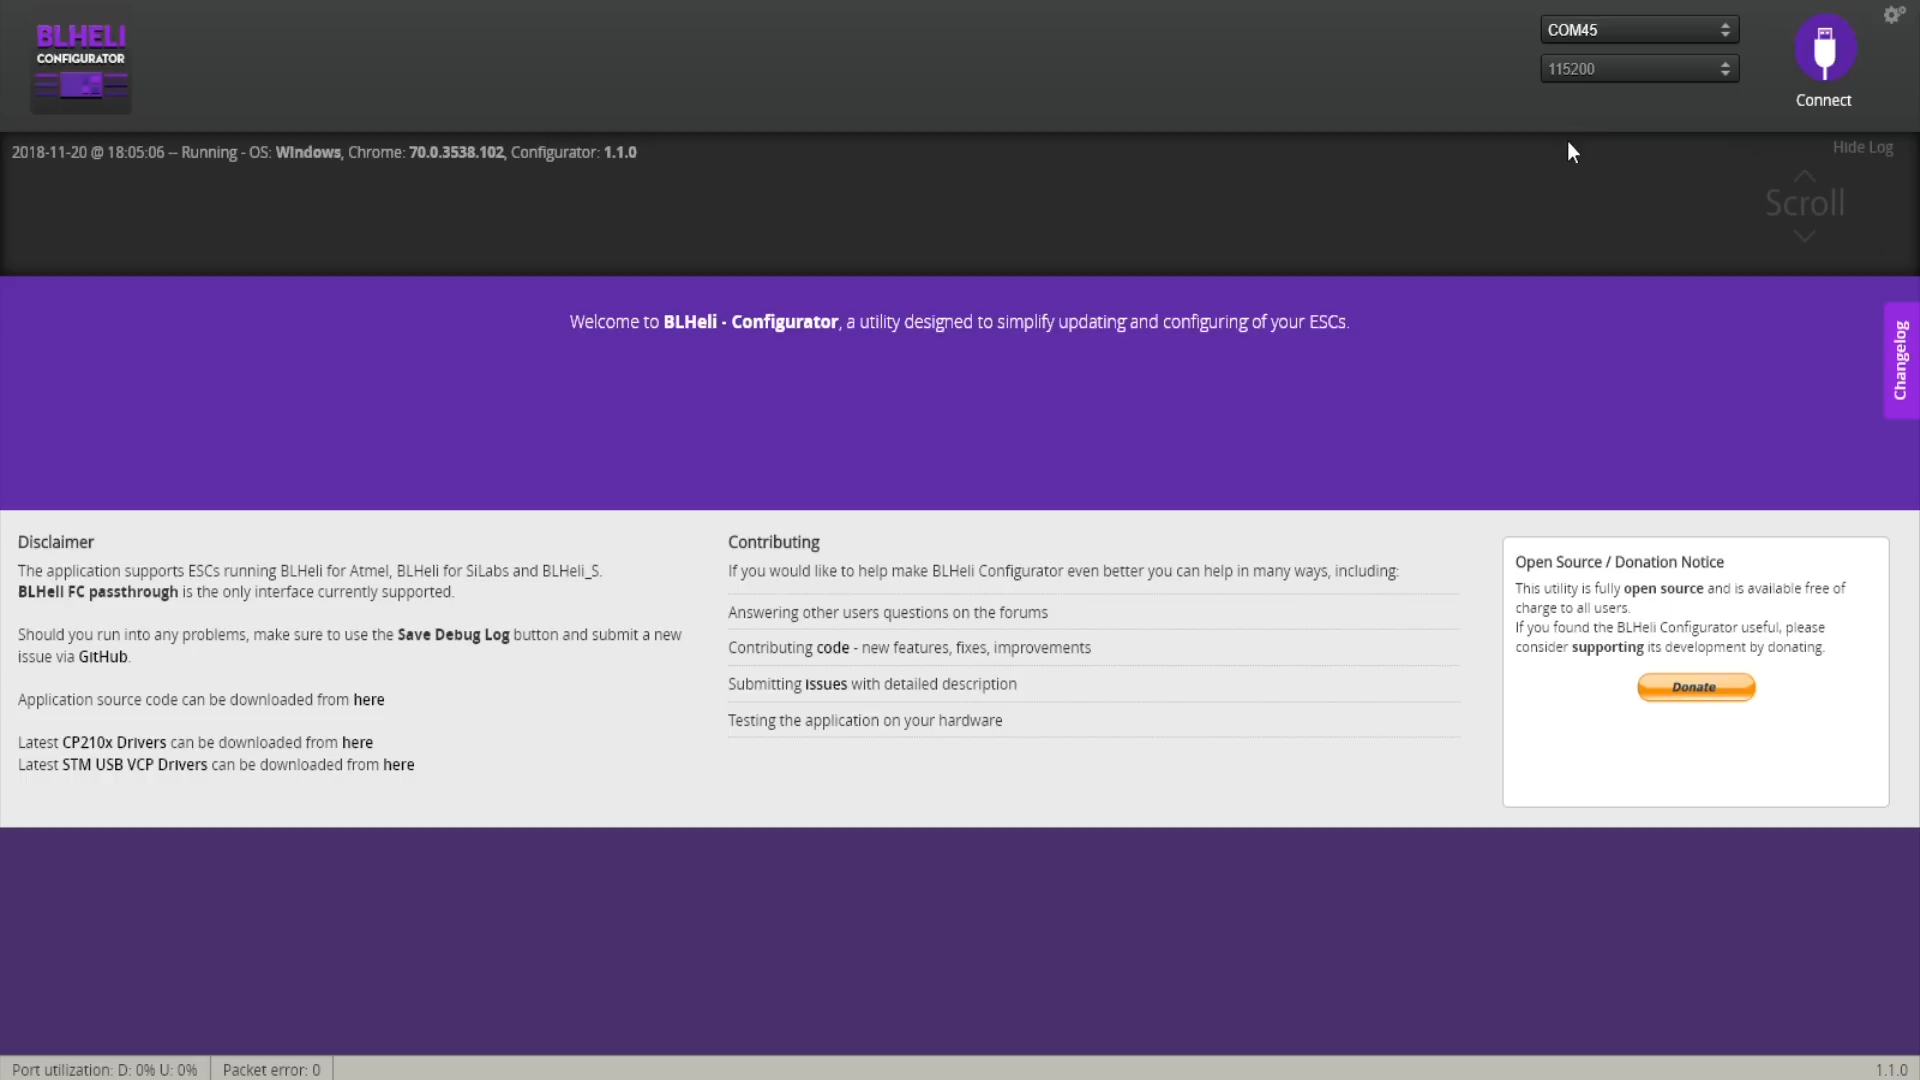 BLHELI
CONFIGURATOR
COM45
115200
Connect
2018-11-20 @ 18:05:06 -- Running - OS: Windows, Chrome: 70.0.3538.102, Configurator: 1.1.0
Hide Log
Scroll
Welcome to BLHeli - Configurator, a utility designed to simplify updating and configuring of your ESCs.
Changelog
Disclaimer
The application supports ESCs running BLHeli for Atmel, BLHeli for SiLabs and BLHeli_S.
BLHeli FC passthrough is the only interface currently supported.
Should you run into any problems, make sure to use the Save Debug Log button and submit a new
issue via GitHub.
Application source code can be downloaded from here
Latest CP210x Drivers can be downloaded from here
Latest STM USB VCP Drivers can be downloaded from here
Contributing
If you would like to help make BLHeli Configurator even better you can help in many ways, including:
Answering other users questions on the forums
Contributing code - new features, fixes, improvements
Submitting issues with detailed description
Testing the application on your hardware
Open Source / Donation Notice
This utility is fully open source and is available free of
charge to all users.
If you found the BLHeli Configurator useful, please
consider supporting its development by donating.
Donate
Port utilization: D: 0% U: 0%
Packet error: 0
1.1.0